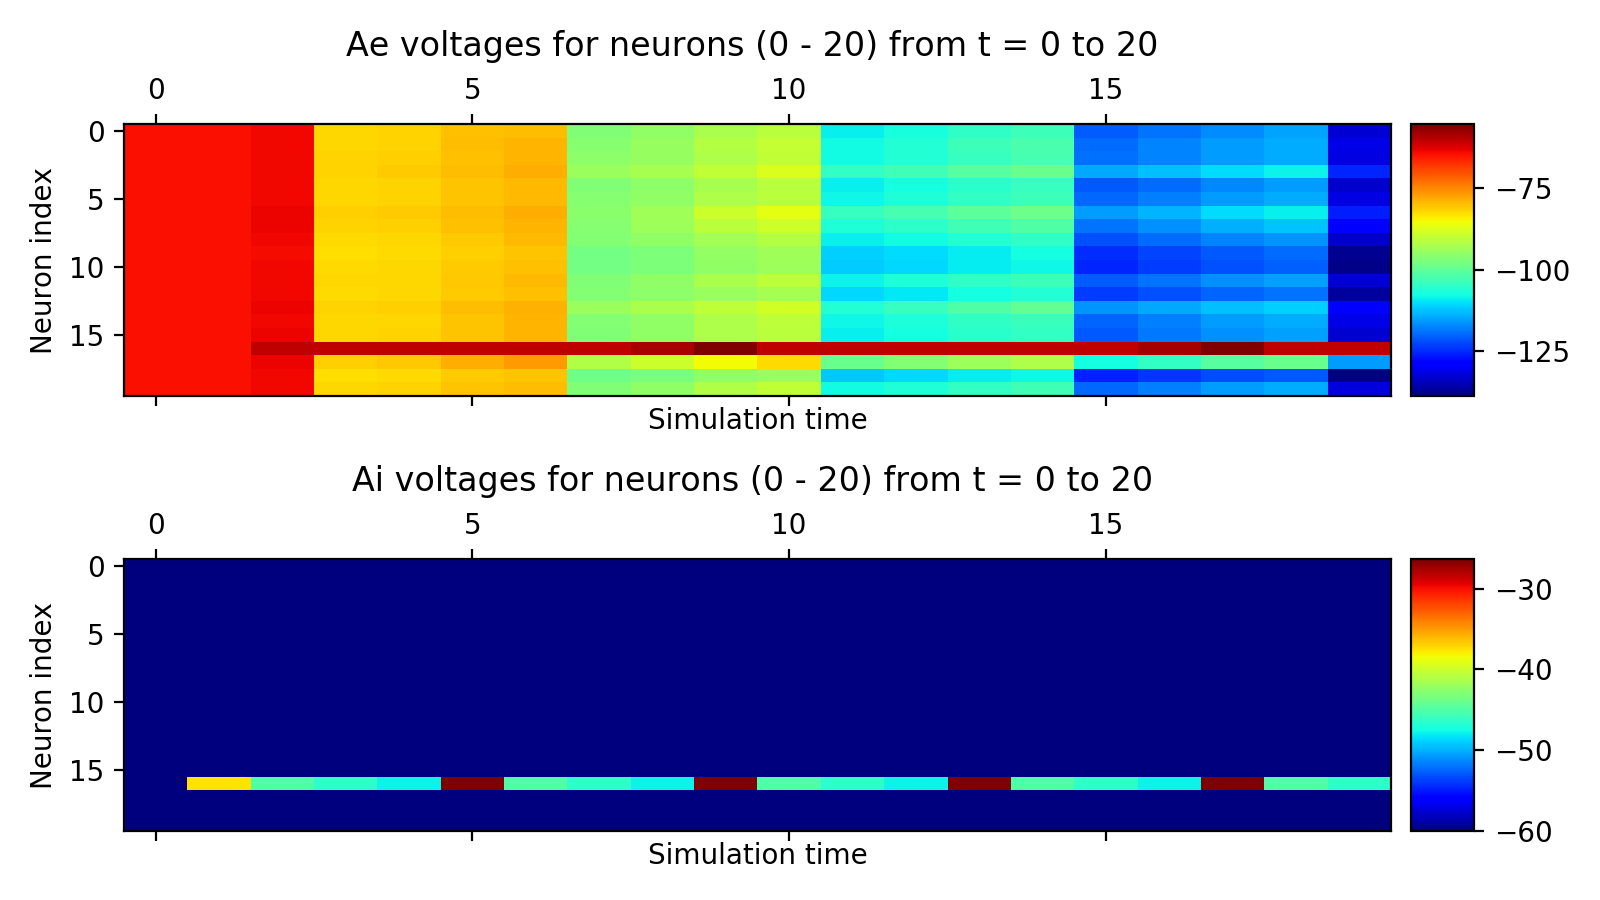 Ae voltages for neurons (0 - 20) from t = 0 to 20
0 5 10 15
Neuron index
0
5
10
15
Simulation time
−75
−100
−125
Ai voltages for neurons (0 - 20) from t = 0 to 20
0 5 10 15
Neuron index
0
5
10
15
Simulation time
−30
−40
−50
−60